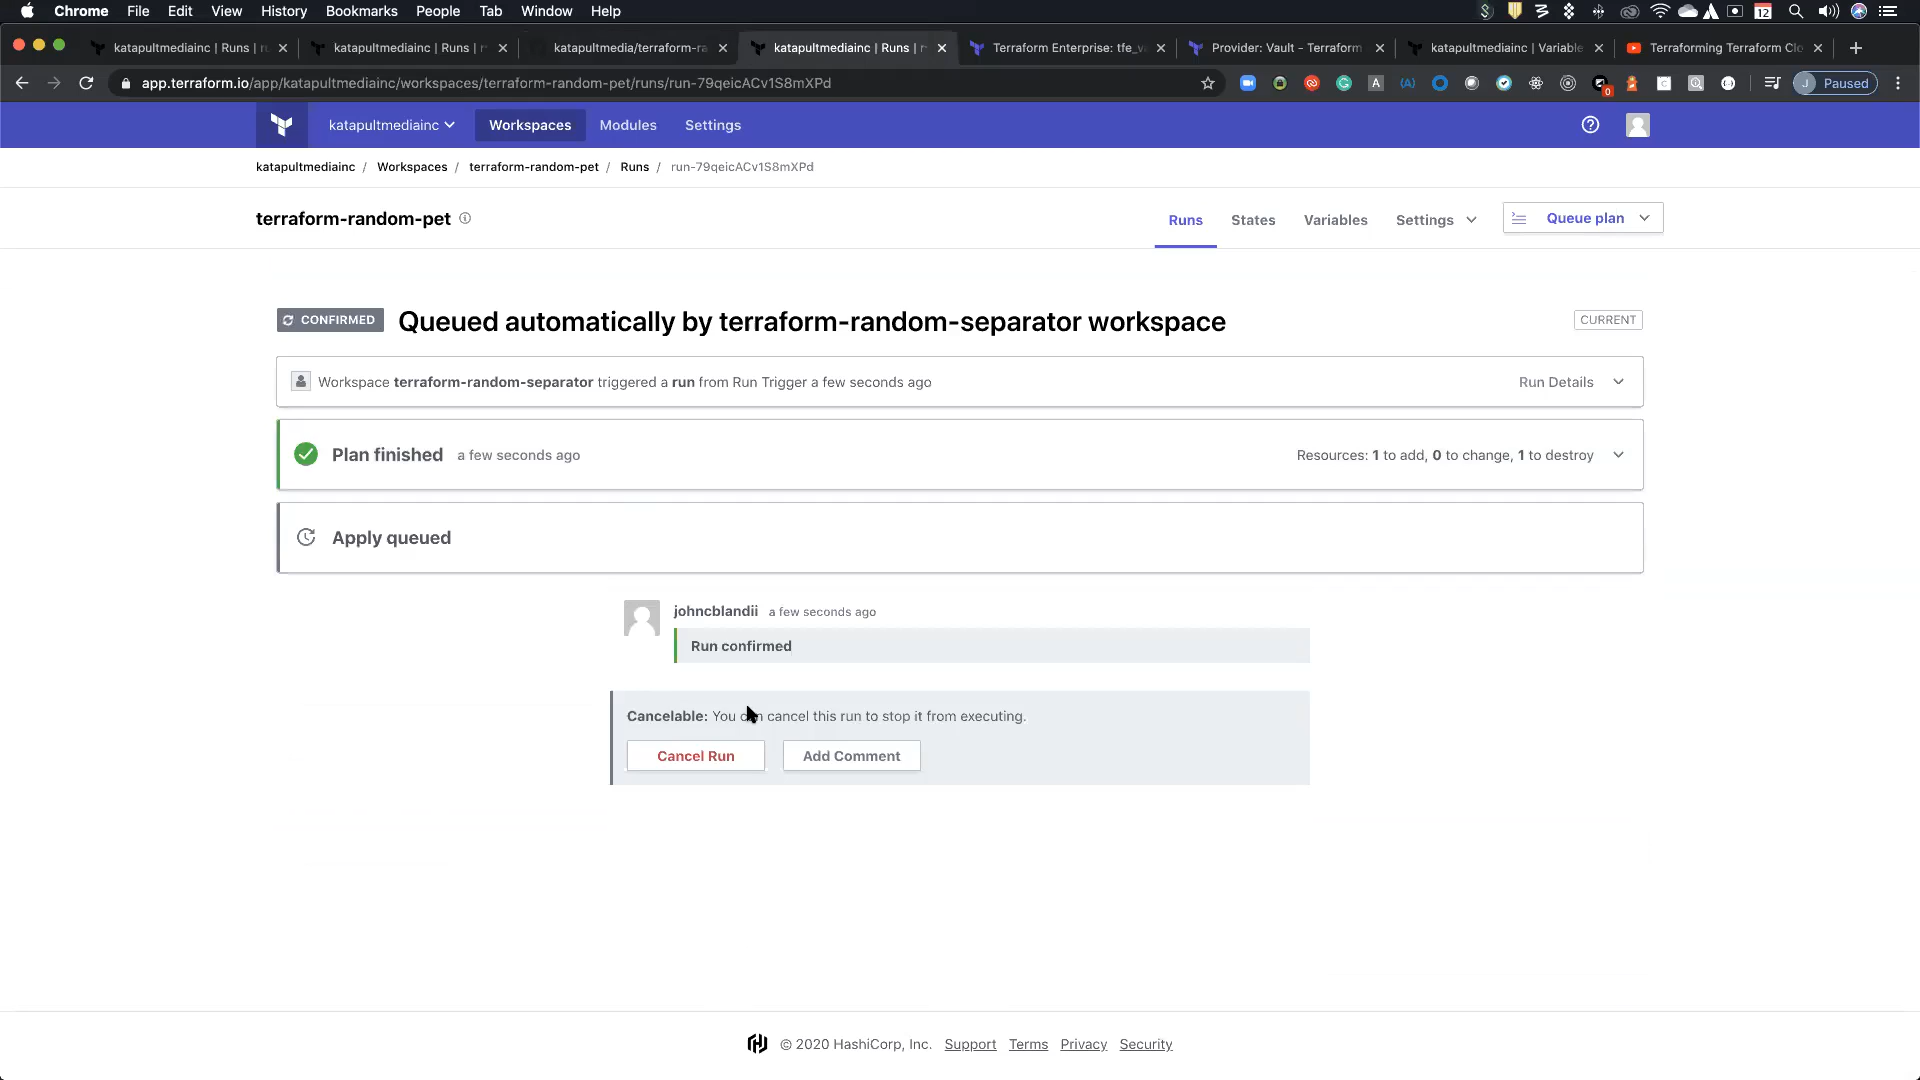 Chrome File Edit View History Bookmarks People Tab Window Help
12
katapultmediainc | Runs | katapultmediainc | Runs | katapultmedia/terraform-ra katapultmediainc | Runs | Terraform Enterprise: tfe_va Provider: Vault - Terraform katapultmediainc | Variable Terraforming Terraform Clo
app.terraform.io/app/katapultmediainc/workspaces/terraform-random-pet/runs/run-79qeicACv1S8mXPd
A (A) 0 J Paused
katapultmediainc Workspaces Modules Settings
katapultmediainc / Workspaces / terraform-random-pet / Runs / run-79qeicACv1S8mXPd
terraform-random-pet
Runs States Variables Settings Queue plan
CONFIRMED Queued automatically by terraform-random-separator workspace CURRENT
Workspace terraform-random-separator triggered a run from Run Trigger a few seconds ago Run Details
Plan finished a few seconds ago Resources: 1 to add, 0 to change, 1 to destroy
Apply queued
johncblandii a few seconds ago
Run confirmed
Cancelable: You can cancel this run to stop it from executing.
Cancel Run Add Comment
© 2020 HashiCorp, Inc. Support Terms Privacy Security